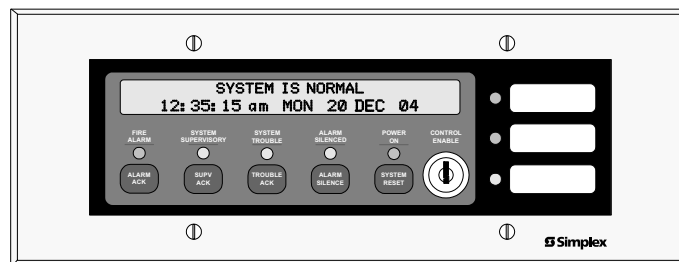 SYSTEM IS NORMAL
12:35:15 am MON 20 DEC 04
FIRE ALARM
SYSTEM SUPERVISORY
SYSTEM TROUBLE
ALARM SILENCED
POWER ON
CONTROL ENABLE
ALARM ACK
SUPV ACK
TROUBLE ACK
ALARM SILENCE
SYSTEM RESET
Simplex